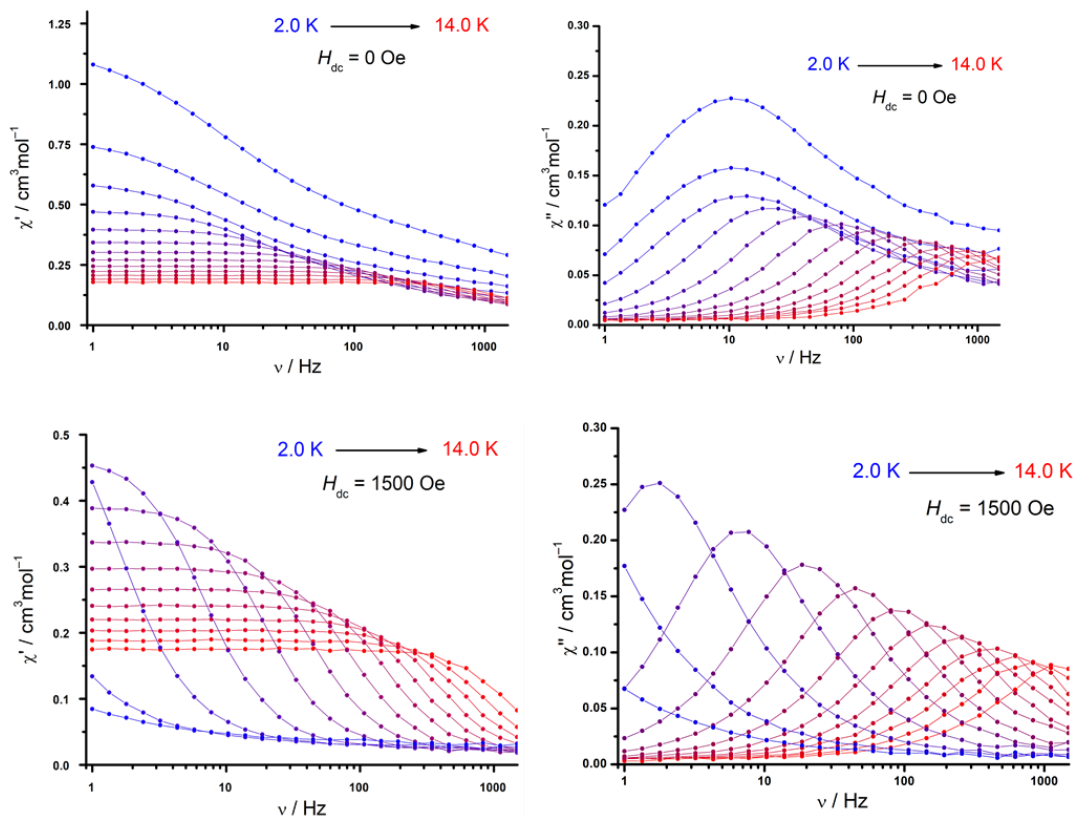 2.0 K 14.0 K
H dc = 0 Oe
χ' / cm³mol⁻¹
1.25
1.00
0.75
0.50
0.25
0.00
1 10 100 1000
ν / Hz
2.0 K 14.0 K
H dc = 0 Oe
χ'' / cm³mol⁻¹
0.30
0.25
0.20
0.15
0.10
0.05
0.00
1 10 100 1000
ν / Hz
2.0 K 14.0 K
H dc = 1500 Oe
χ' / cm³mol⁻¹
0.5
0.4
0.3
0.2
0.1
0.0
1 10 100 1000
ν / Hz
2.0 K 14.0 K
H dc = 1500 Oe
χ'' / cm³mol⁻¹
0.30
0.25
0.20
0.15
0.10
0.05
0.00
1 10 100 1000
ν / Hz